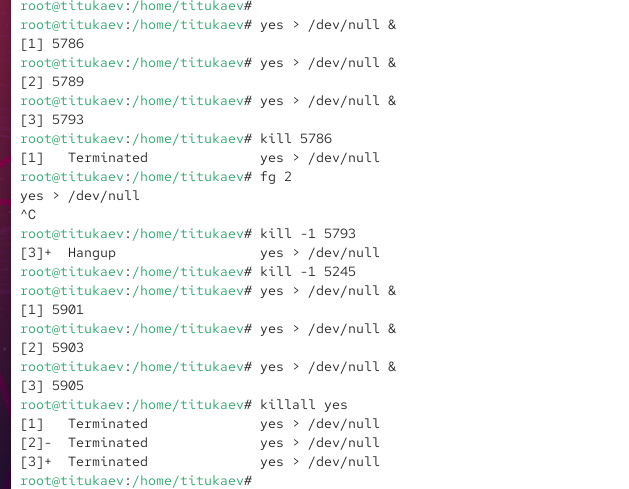 root@titukaev:/home/titukaev#
root@titukaev:/home/titukaev# yes > /dev/null &
[1] 5786
root@titukaev:/home/titukaev# yes > /dev/null &
[2] 5789
root@titukaev:/home/titukaev# yes > /dev/null &
[3] 5793
root@titukaev:/home/titukaev# kill 5786
[1]   Terminated              yes > /dev/null
root@titukaev:/home/titukaev# fg 2
yes > /dev/null
^C
root@titukaev:/home/titukaev# kill -1 5793
[3]+  Hangup                  yes > /dev/null
root@titukaev:/home/titukaev# kill -1 5245
root@titukaev:/home/titukaev# yes > /dev/null &
[1] 5901
root@titukaev:/home/titukaev# yes > /dev/null &
[2] 5903
root@titukaev:/home/titukaev# yes > /dev/null &
[3] 5905
root@titukaev:/home/titukaev# killall yes
[1]   Terminated              yes > /dev/null
[2]-  Terminated              yes > /dev/null
[3]+  Terminated              yes > /dev/null
root@titukaev:/home/titukaev#